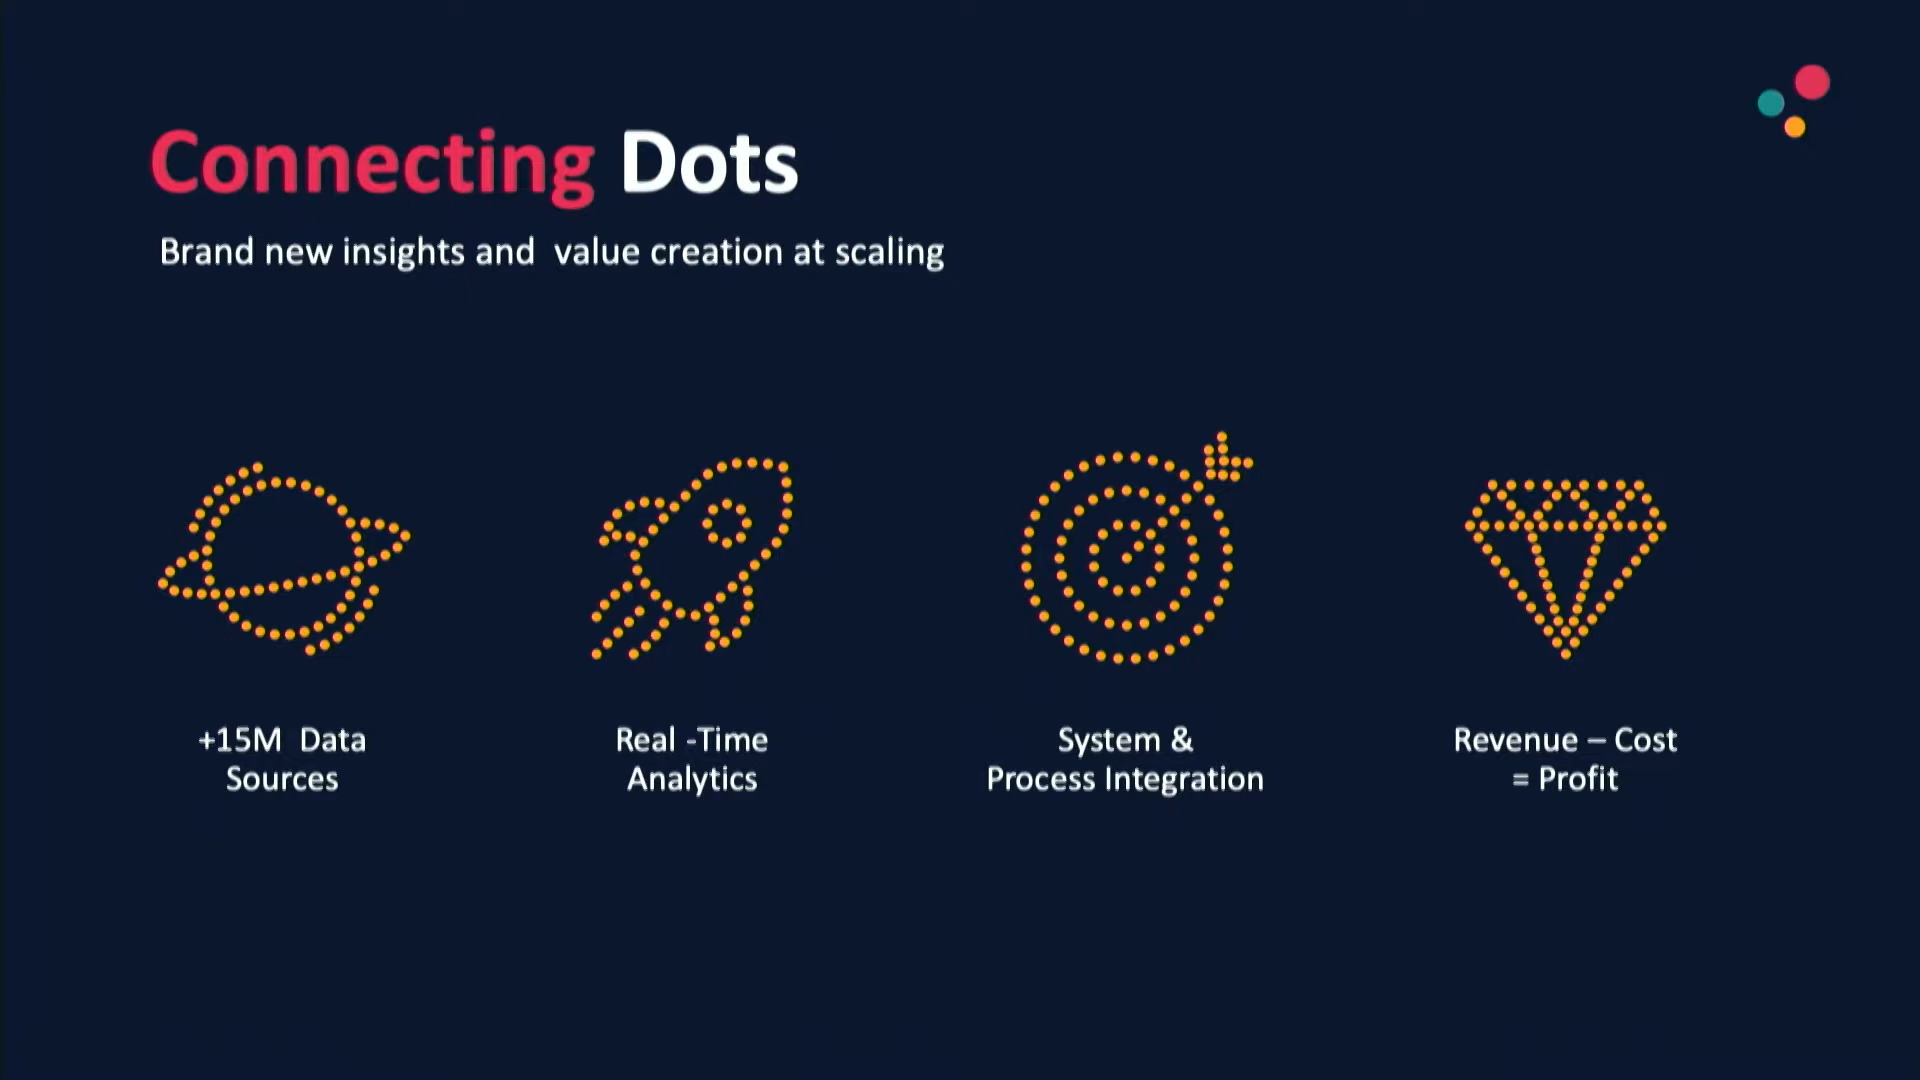 Connecting Dots
Brand new insights and  value creation at scaling
+15M  Data
Sources
Real -Time
Analytics
System &
Process Integration
Revenue – Cost
= Profit